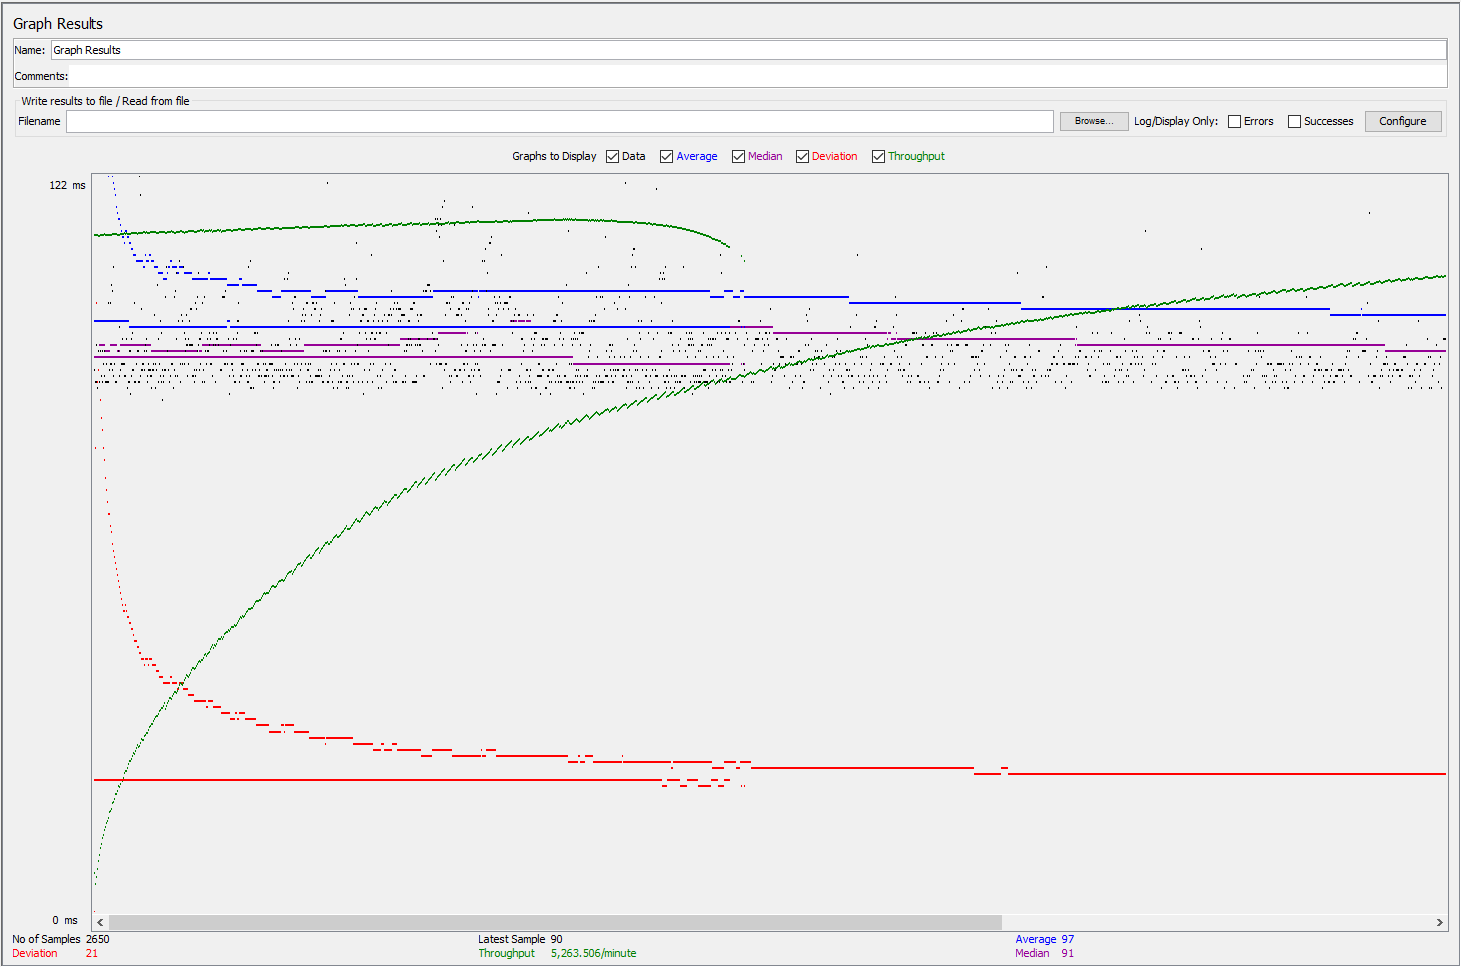 Graph Results
Name: Graph Results
Comments:
Write results to file / Read from file
Filename Browse... Log/Display Only: Errors Successes Configure
Graphs to Display Data Average Median Deviation Throughput
122 ms
0 ms
No of Samples 2650 Latest Sample 90 Average 97
Deviation 21 Throughput 5,263.506/minute Median 91